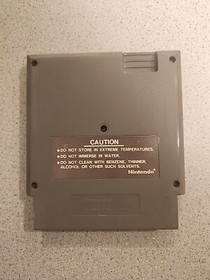 CAUTION
●DO NOT STORE IN EXTREME TEMPERATURES.
●DO NOT IMMERSE IN WATER.
●DO NOT CLEAN WITH BENZENE, THINNER,
ALCOHOL OR OTHER SUCH SOLVENTS.
Nintendo